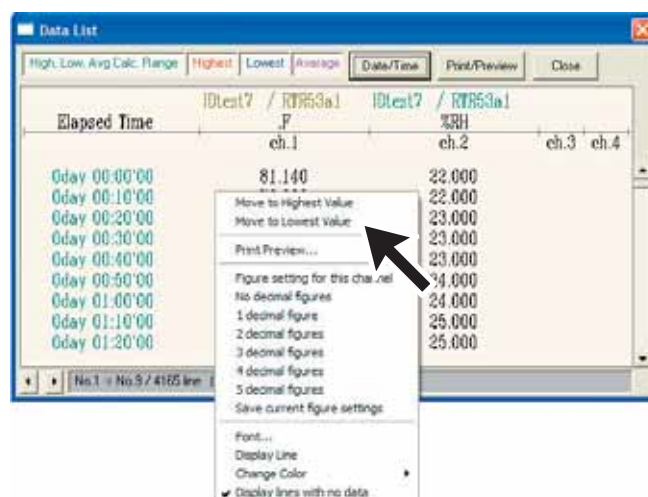 Data List
High. Low. Avg Calc. Range Highest Lowest Average Date/Time Print/Preview Close
IDtest7 / RTR53a1 IDtest7 / RTR53a1
Elapsed Time .F %RH
ch.1 ch.2 ch.3 ch.4
0day 00:00'00 81.140 22.000
0day 00:10'00 22.000
0day 00:20'00 23.000
0day 00:30'00 23.000
0day 00:40'00 23.000
0day 00:50'00 24.000
0day 01:00'00 24.000
0day 01:10'00 25.000
0day 01:20'00 25.000
No.1 - No.9 / 4165 line
Move to Highest Value
Move to Lowest Value
Print Preview...
Figure setting for this channel
No decimal figures
1 decimal figure
2 decimal figures
3 decimal figures
4 decimal figures
5 decimal figures
Save current figure settings
Font...
Display Line
Change Color
Display lines with no data